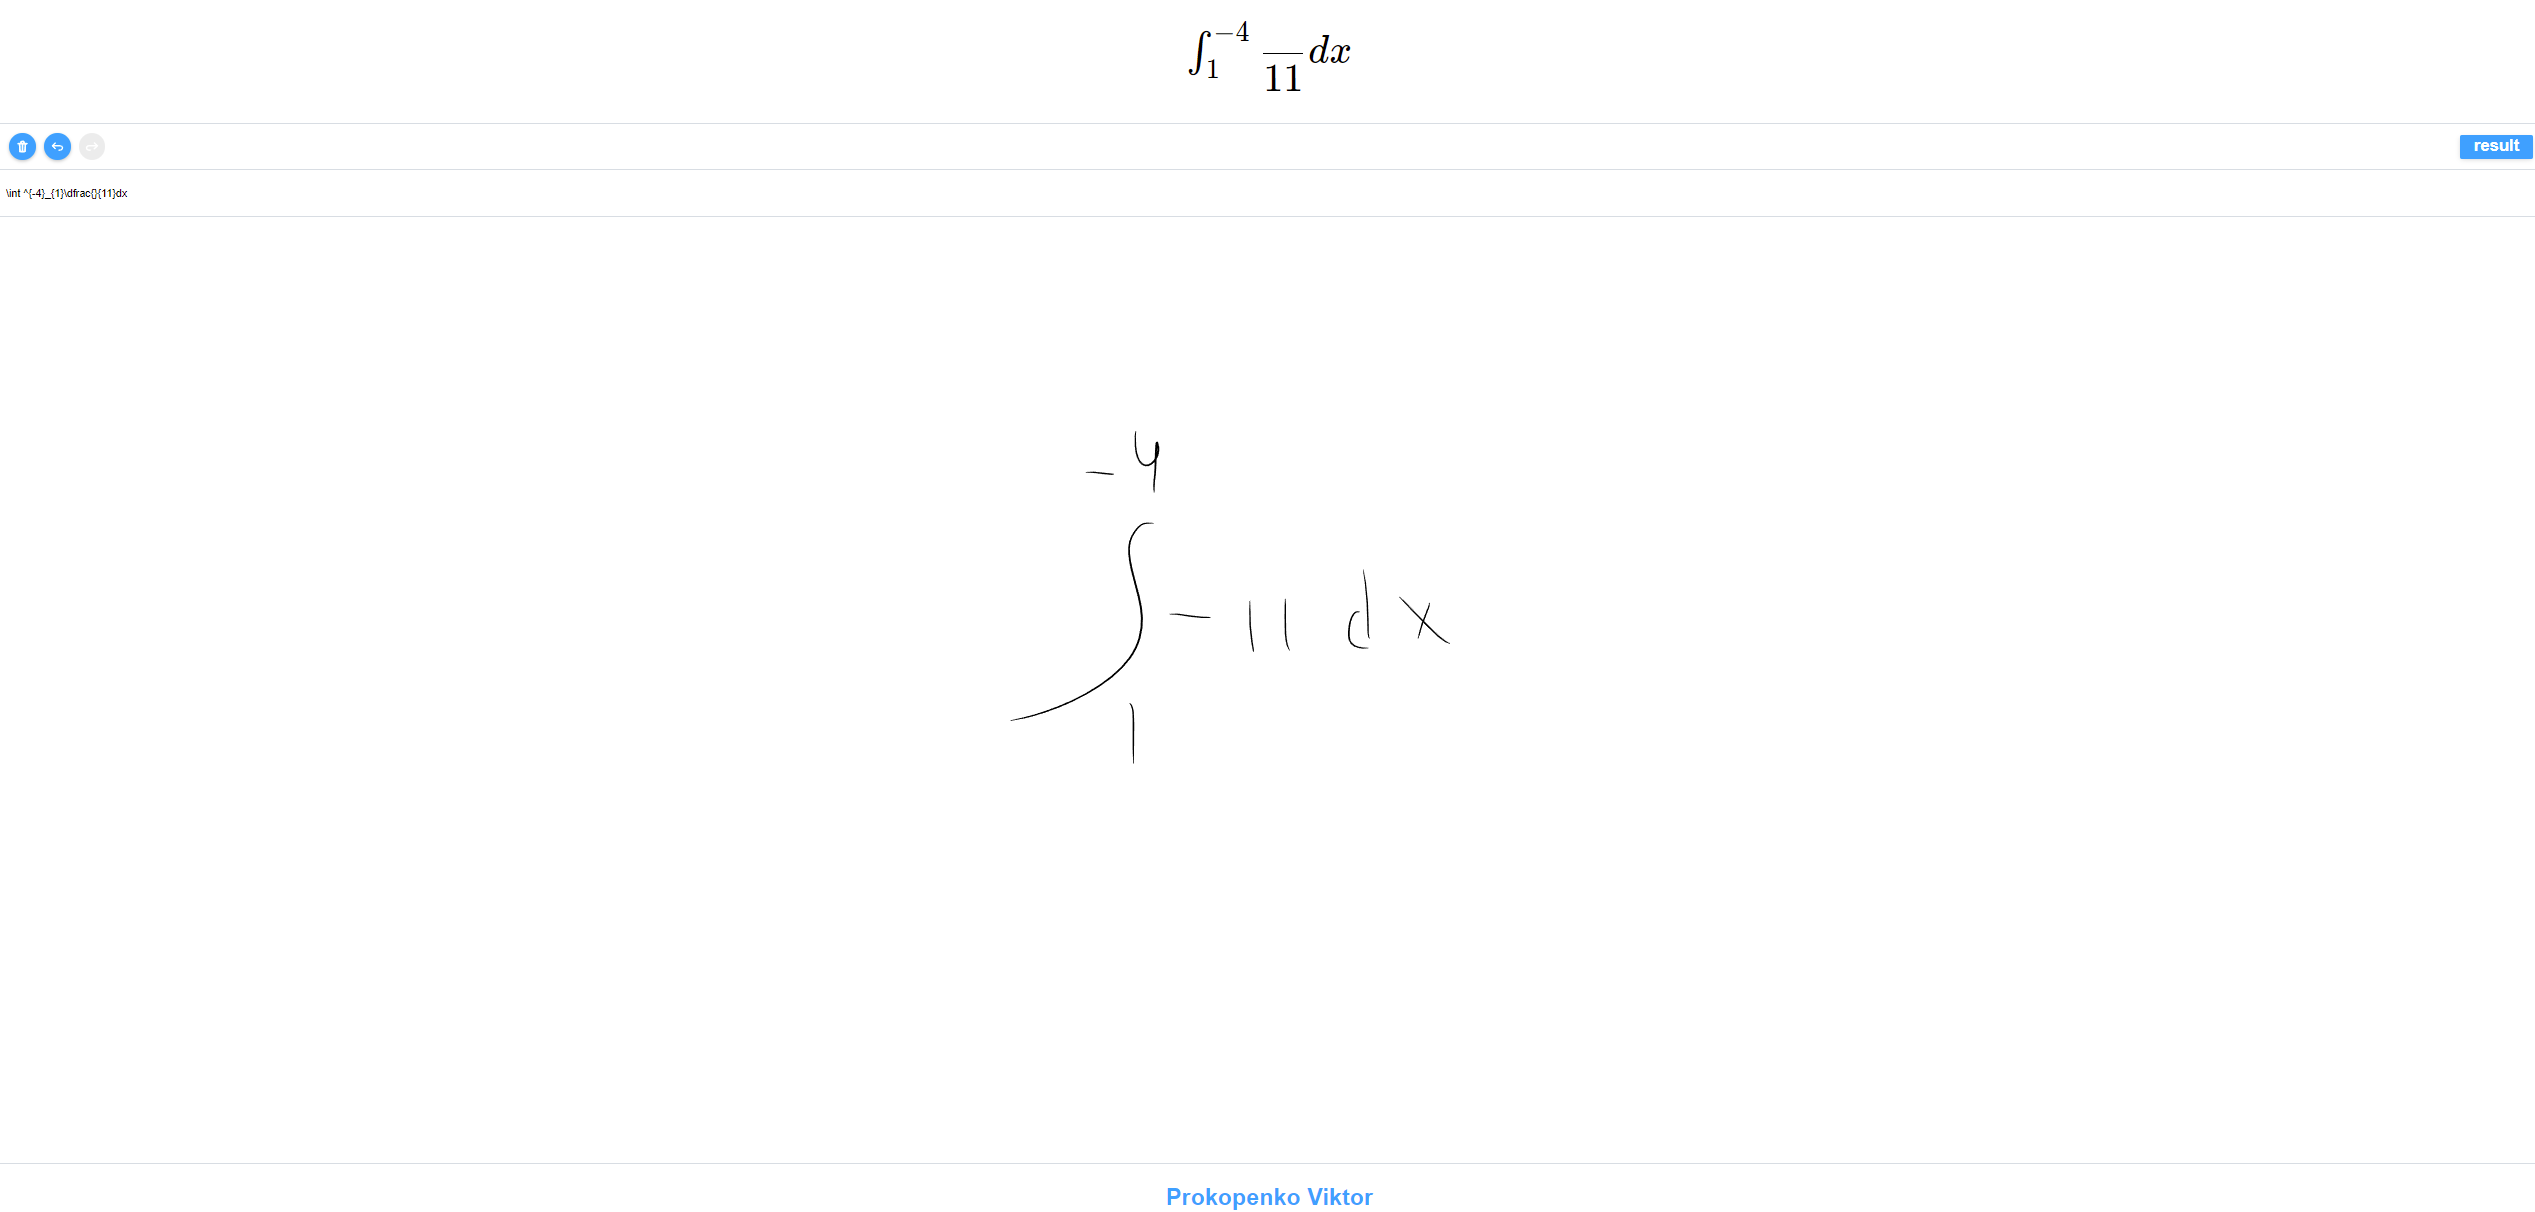 ∫₁⁻⁴ —/11 dx
result
\int ^{-4}_{1}\dfrac{}{11}dx
-4
∫ - 11 dx
1
Prokopenko Viktor